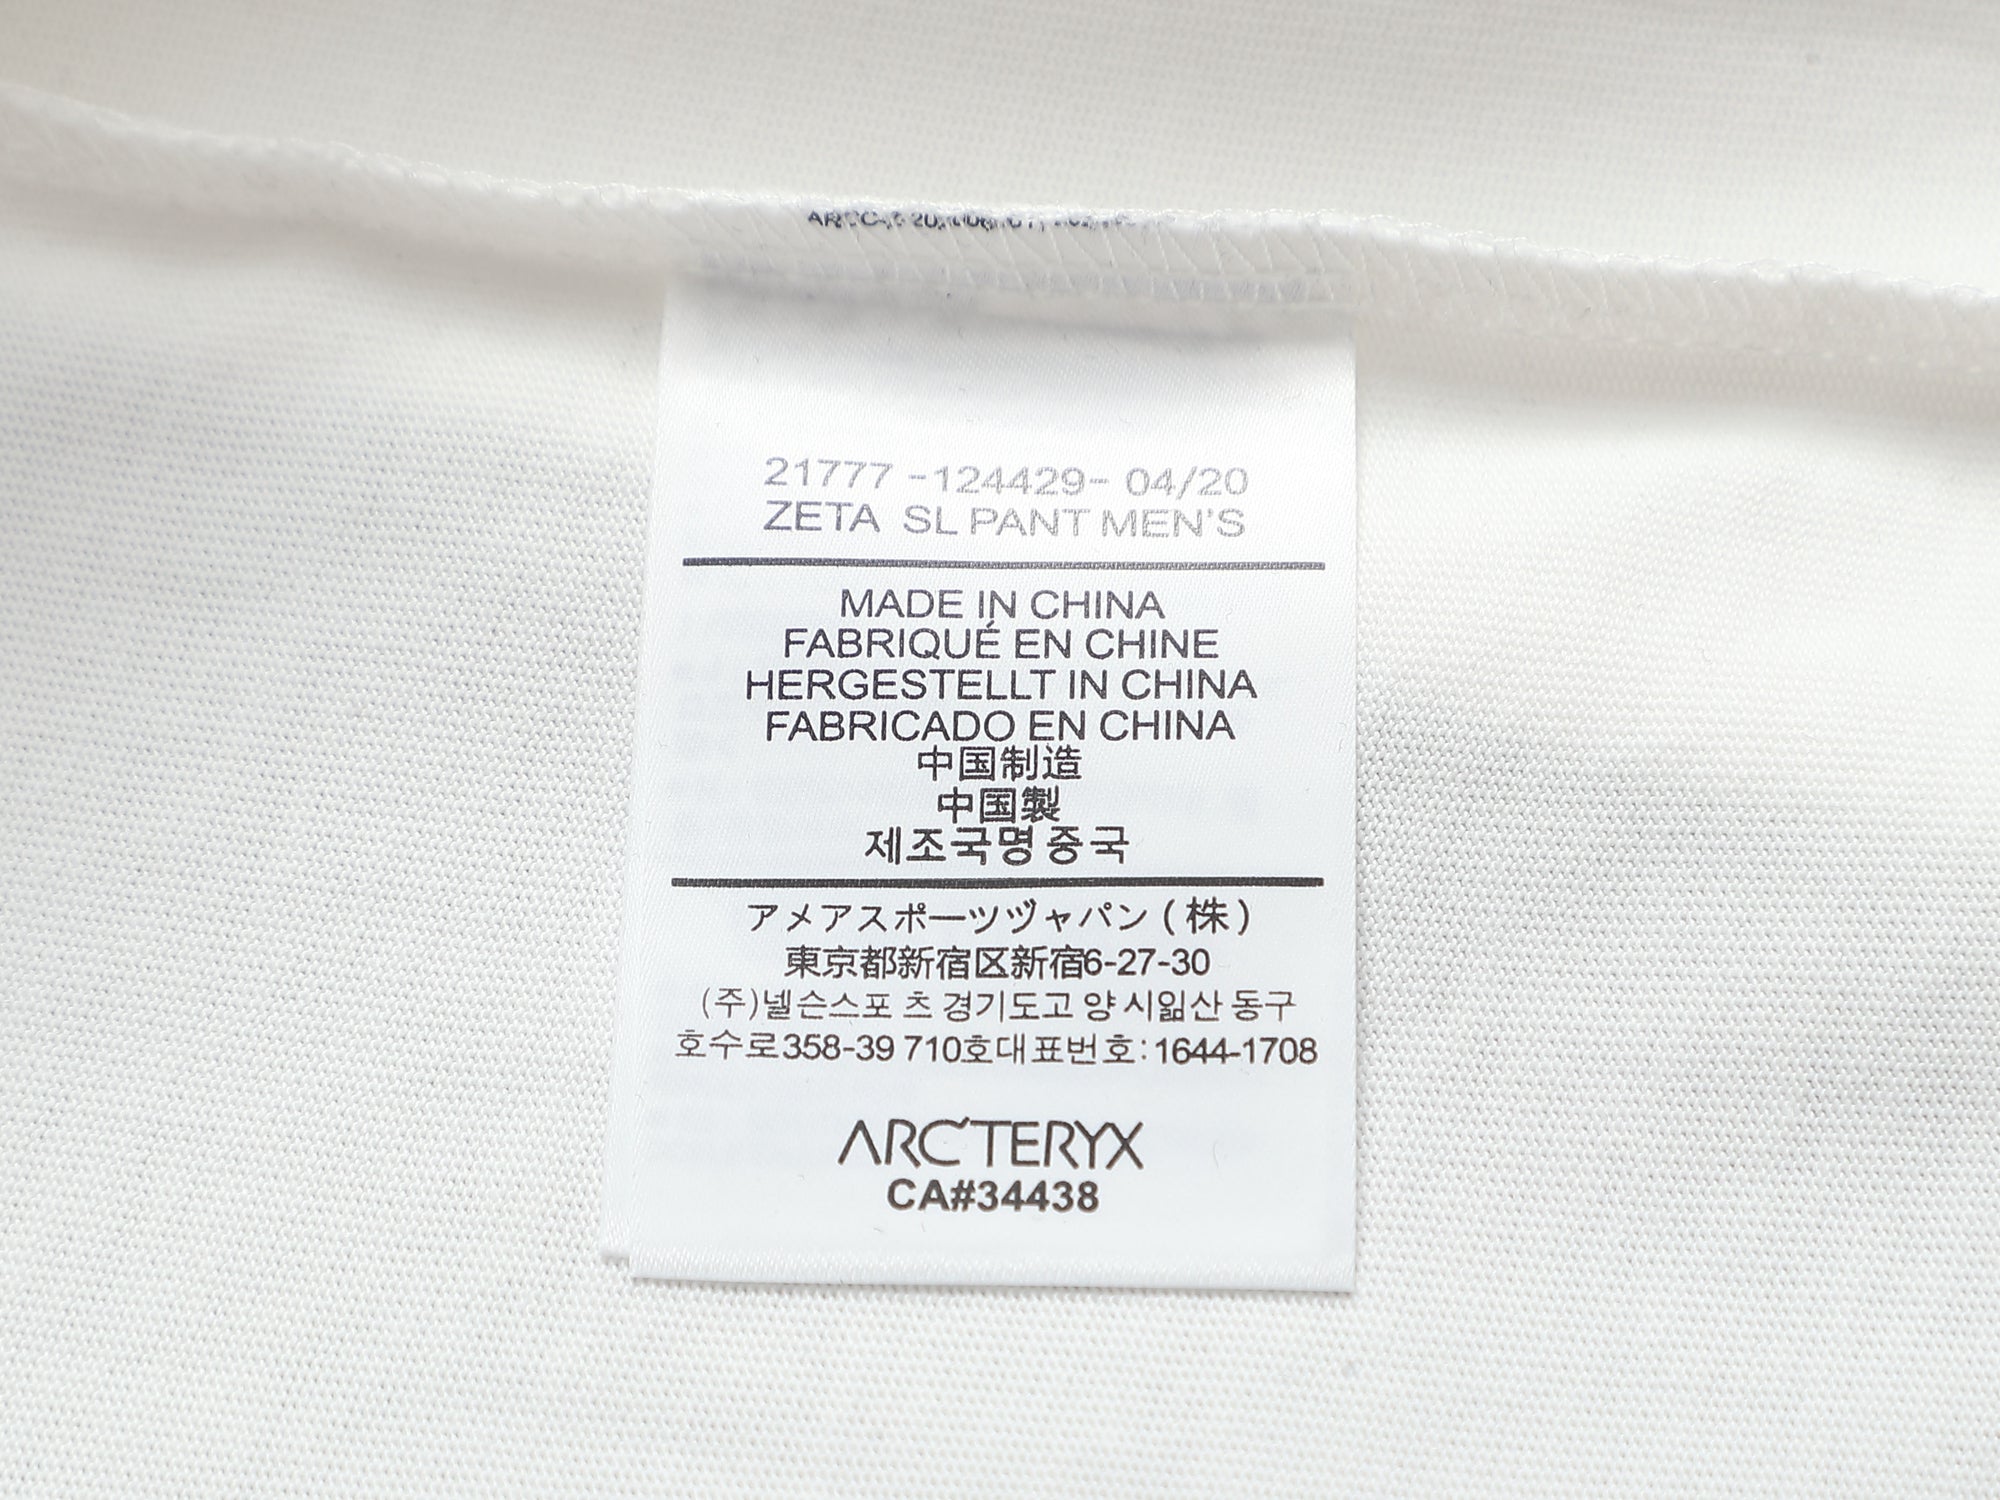 21777 -124429- 04/20
ZETA SL PANT MEN'S
MADE IN CHINA
FABRIQUÉ EN CHINE
HERGESTELLT IN CHINA
FABRICADO EN CHINA
中国制造
中国製
제조국명 중국
アメアスポーツヅャパン (株)
東京都新宿区新宿6-27-30
(주)넬슨스포 츠 경기도고 양 시읾산 동구
호수로358-39 710호대표번호: 1644-1708
ARC'TERYX
CA#34438